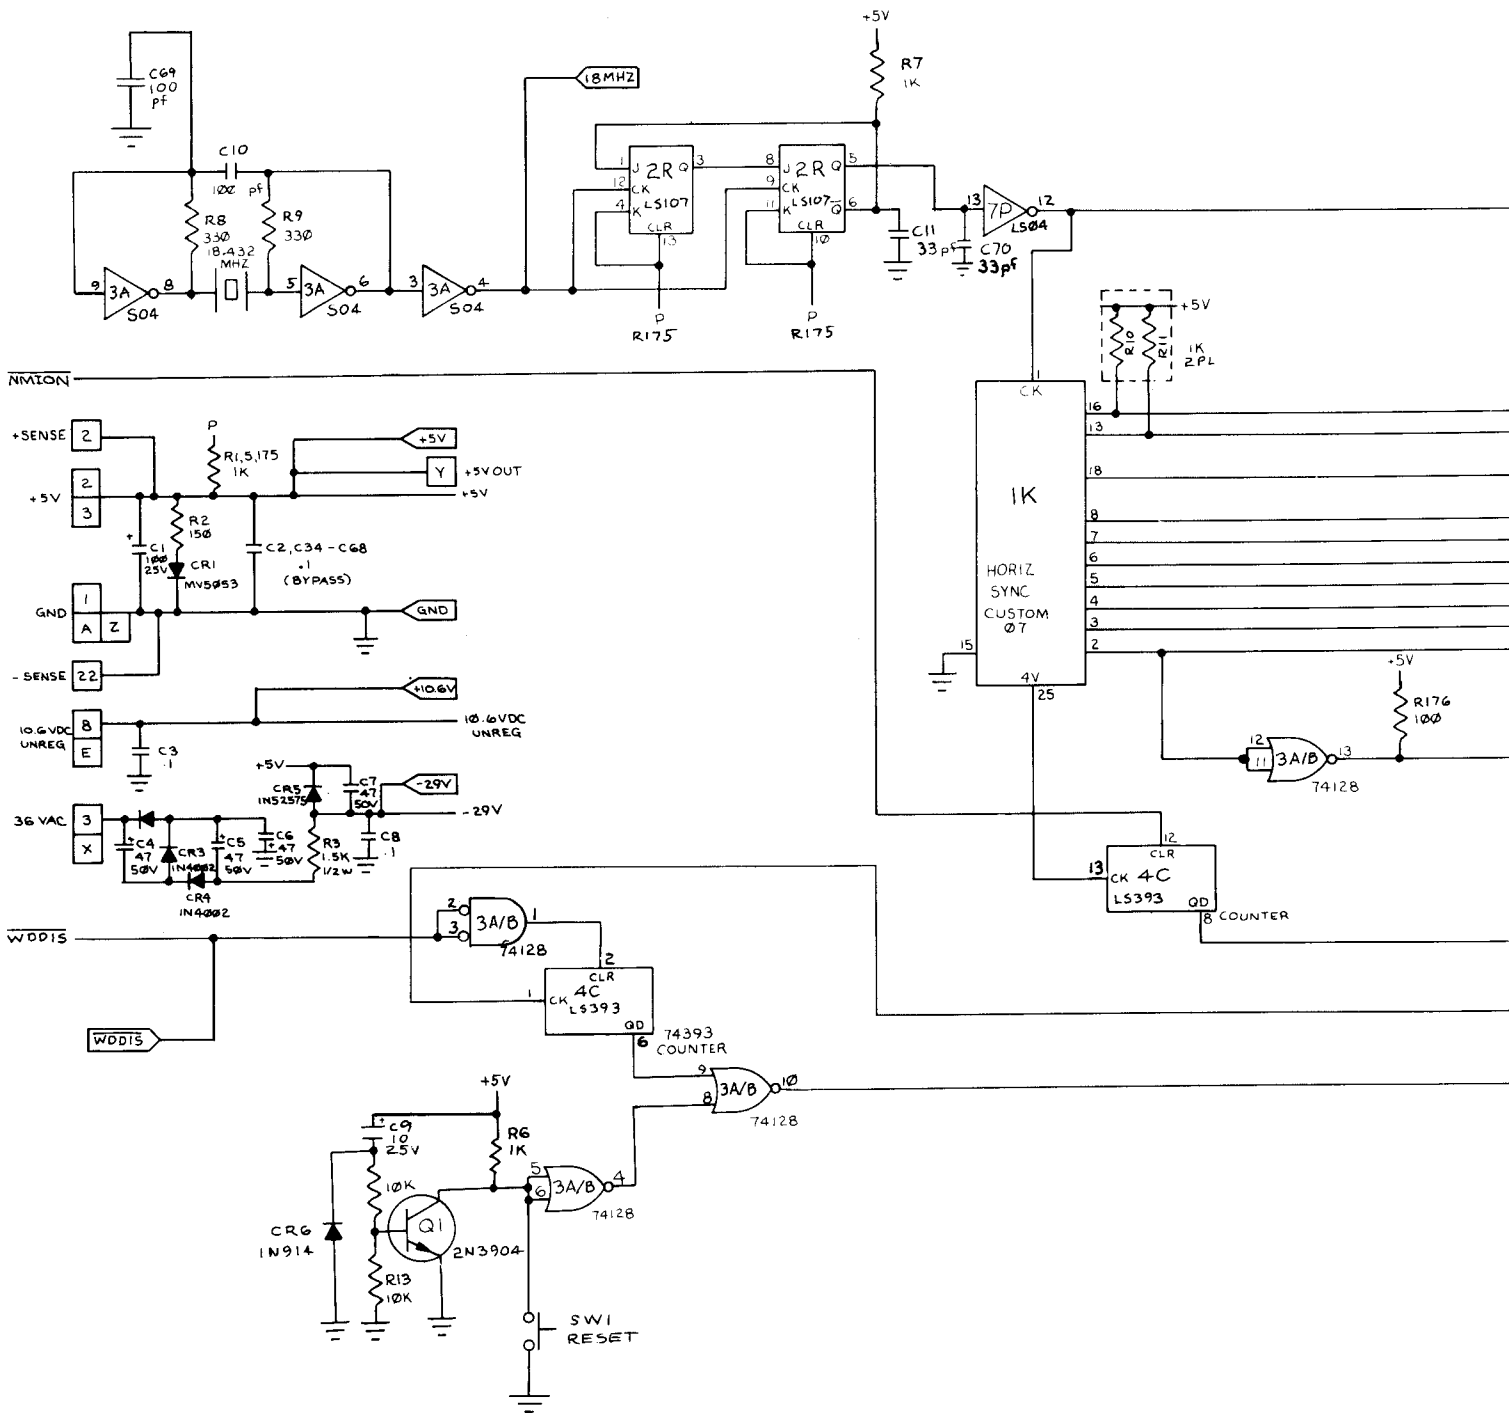 +5V
R7
1K
C69
100
pf
18MHZ
C10
100 pf
R8
330
R9
330
18.432
MHZ
9 3A 8
S04
5 3A 6
S04
3 3A 4
S04
1 J 2R Q 3
12 CK
LS107
4 K
CLR
13
P
R175
8 J 2R Q 5
9 CK
LS107
11 K Q̅ 6
CLR
10
P
R175
C11
33pf
13 7P 12
LS04
C70
33pf
+5V
R10
R11
1K
2PL
N̅M̅I̅O̅N̅
1
CK
16
13
18
1K
8
7
6
5
4
3
2
HORIZ
SYNC
CUSTOM
07
15
4V
25
+SENSE 2
P
R1,5,175
1K
+5V
Y +5V OUT
+5V
2
+5V
3
+ C1
100
25V
R2
150
CR1
MV5053
C2,C34-C68
.1
(BYPASS)
GND
1
A Z
GND
-SENSE 22
+10.6V
10.6VDC
UNREG
8
E
C3
.1
10.6VDC
UNREG
+5V
R176
100
12
11 3A/B 13
74128
+5V
CR5
1N5257B
C7
47
50V
-29V
-29V
36 VAC
3
X
+C4
47
50V
CR3
1N4002
+C5
47
50V
C6
+47
50V
R3
1.5K
1/2W
C8
.1
CR4
1N4002
12
CLR
13 CK 4C
LS393
QD
8 COUNTER
W̅D̅D̅I̅S̅
2
3 3A/B 1
74128
2
CLR
1 CK 4C
LS393
QD
6
74393
COUNTER
W̅D̅D̅I̅S̅
9
8 3A/B 10
74128
+5V
+ C9
10
25V
R6
1K
10K
5
6 3A/B 4
74128
Q1
2N3904
CR6
1N914
R13
10K
SW1
RESET